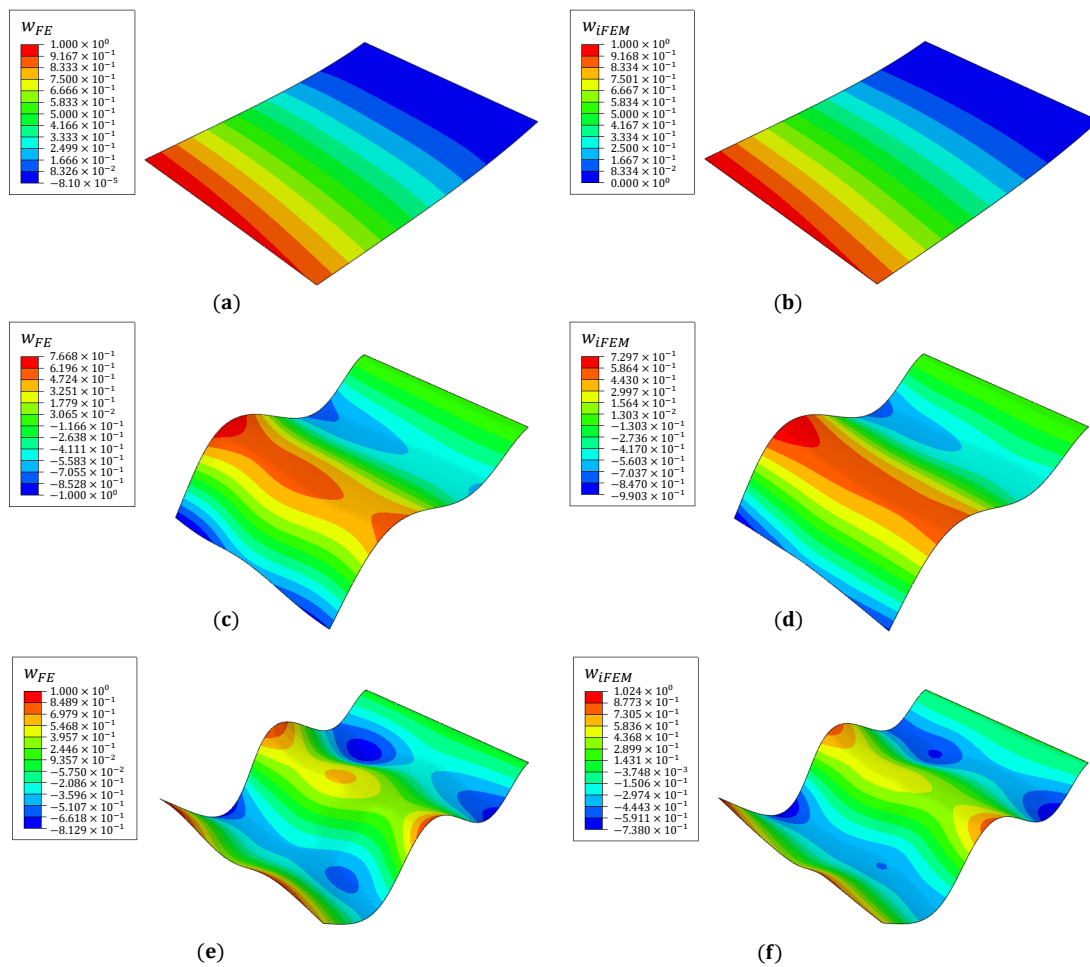 w_FE
1.000 × 10⁰
9.167 × 10⁻¹
8.333 × 10⁻¹
7.500 × 10⁻¹
6.666 × 10⁻¹
5.833 × 10⁻¹
5.000 × 10⁻¹
4.166 × 10⁻¹
3.333 × 10⁻¹
2.499 × 10⁻¹
1.666 × 10⁻¹
8.326 × 10⁻²
−8.10 × 10⁻⁵
(a)
w_iFEM
1.000 × 10⁰
9.168 × 10⁻¹
8.334 × 10⁻¹
7.501 × 10⁻¹
6.667 × 10⁻¹
5.834 × 10⁻¹
5.000 × 10⁻¹
4.167 × 10⁻¹
3.334 × 10⁻¹
2.500 × 10⁻¹
1.667 × 10⁻¹
8.334 × 10⁻²
0.000 × 10⁰
(b)
w_FE
7.668 × 10⁻¹
6.196 × 10⁻¹
4.724 × 10⁻¹
3.251 × 10⁻¹
1.779 × 10⁻¹
3.065 × 10⁻²
−1.166 × 10⁻¹
−2.638 × 10⁻¹
−4.111 × 10⁻¹
−5.583 × 10⁻¹
−7.055 × 10⁻¹
−8.528 × 10⁻¹
−1.000 × 10⁰
(c)
w_iFEM
7.297 × 10⁻¹
5.864 × 10⁻¹
4.430 × 10⁻¹
2.997 × 10⁻¹
1.564 × 10⁻¹
1.303 × 10⁻²
−1.303 × 10⁻¹
−2.736 × 10⁻¹
−4.170 × 10⁻¹
−5.603 × 10⁻¹
−7.037 × 10⁻¹
−8.470 × 10⁻¹
−9.903 × 10⁻¹
(d)
w_FE
1.000 × 10⁰
8.489 × 10⁻¹
6.979 × 10⁻¹
5.468 × 10⁻¹
3.957 × 10⁻¹
2.446 × 10⁻¹
9.357 × 10⁻²
−5.750 × 10⁻²
−2.086 × 10⁻¹
−3.596 × 10⁻¹
−5.107 × 10⁻¹
−6.618 × 10⁻¹
−8.129 × 10⁻¹
(e)
w_iFEM
1.024 × 10⁰
8.773 × 10⁻¹
7.305 × 10⁻¹
5.836 × 10⁻¹
4.368 × 10⁻¹
2.899 × 10⁻¹
1.431 × 10⁻¹
−3.748 × 10⁻³
−1.506 × 10⁻¹
−2.974 × 10⁻¹
−4.443 × 10⁻¹
−5.911 × 10⁻¹
−7.380 × 10⁻¹
(f)